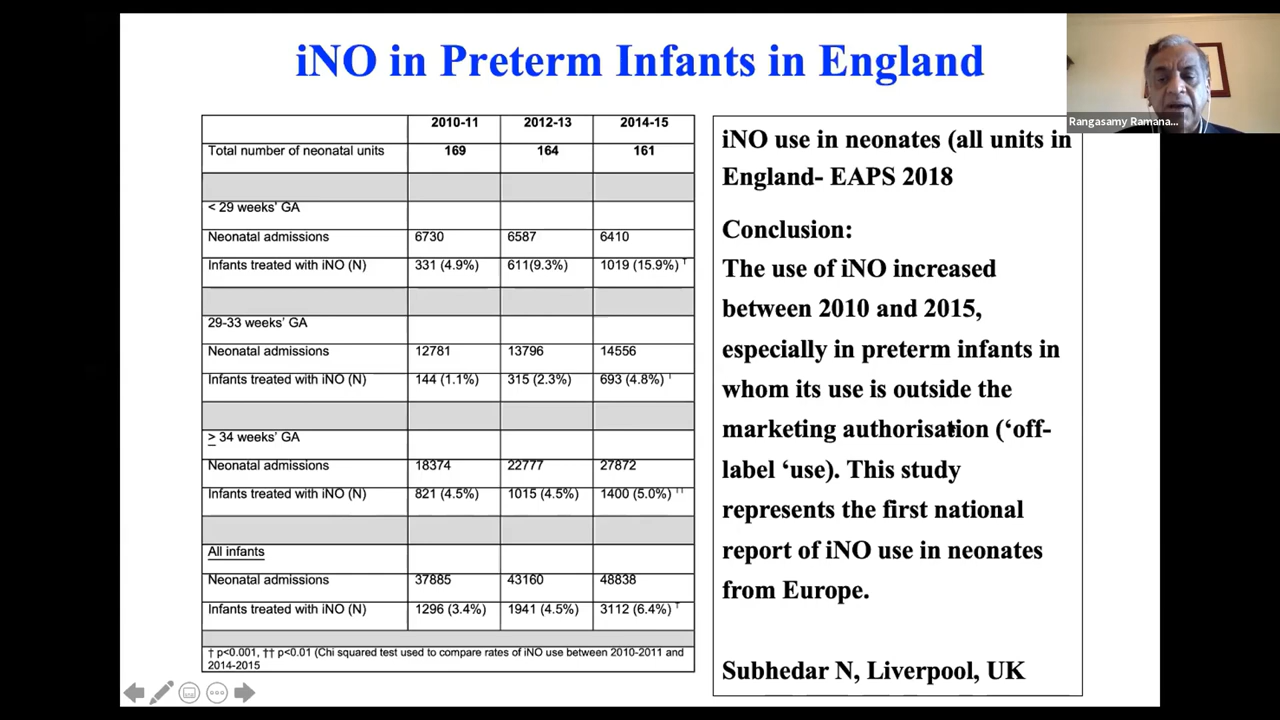 iNO in Preterm Infants in England
Rangasamy Ramana...
2010-11 2012-13 2014-15
Total number of neonatal units 169 164 161
< 29 weeks' GA
Neonatal admissions 6730 6587 6410
Infants treated with iNO (N) 331 (4.9%) 611(9.3%) 1019 (15.9%) †
29-33 weeks' GA
Neonatal admissions 12781 13796 14556
Infants treated with iNO (N) 144 (1.1%) 315 (2.3%) 693 (4.8%) †
> 34 weeks' GA
Neonatal admissions 18374 22777 27872
Infants treated with iNO (N) 821 (4.5%) 1015 (4.5%) 1400 (5.0%) ††
All infants
Neonatal admissions 37885 43160 48838
Infants treated with iNO (N) 1296 (3.4%) 1941 (4.5%) 3112 (6.4%) †
† p<0.001, †† p<0.01 (Chi squared test used to compare rates of iNO use between 2010-2011 and
2014-2015
iNO use in neonates (all units in
England- EAPS 2018
Conclusion:
The use of iNO increased
between 2010 and 2015,
especially in preterm infants in
whom its use is outside the
marketing authorisation ('off-
label 'use). This study
represents the first national
report of iNO use in neonates
from Europe.
Subhedar N, Liverpool, UK